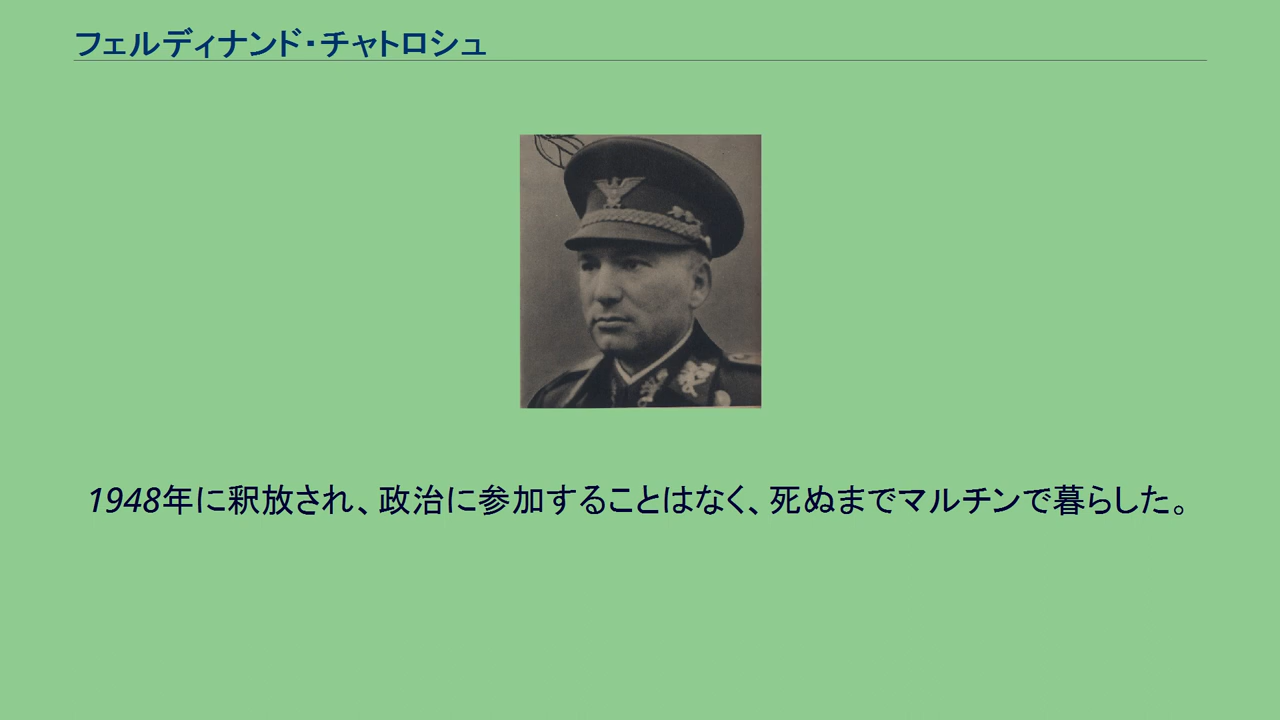 フェルディナンド・チャトロシュ
1948年に釈放され、政治に参加することはなく、死ぬまでマルチンで暮らした。